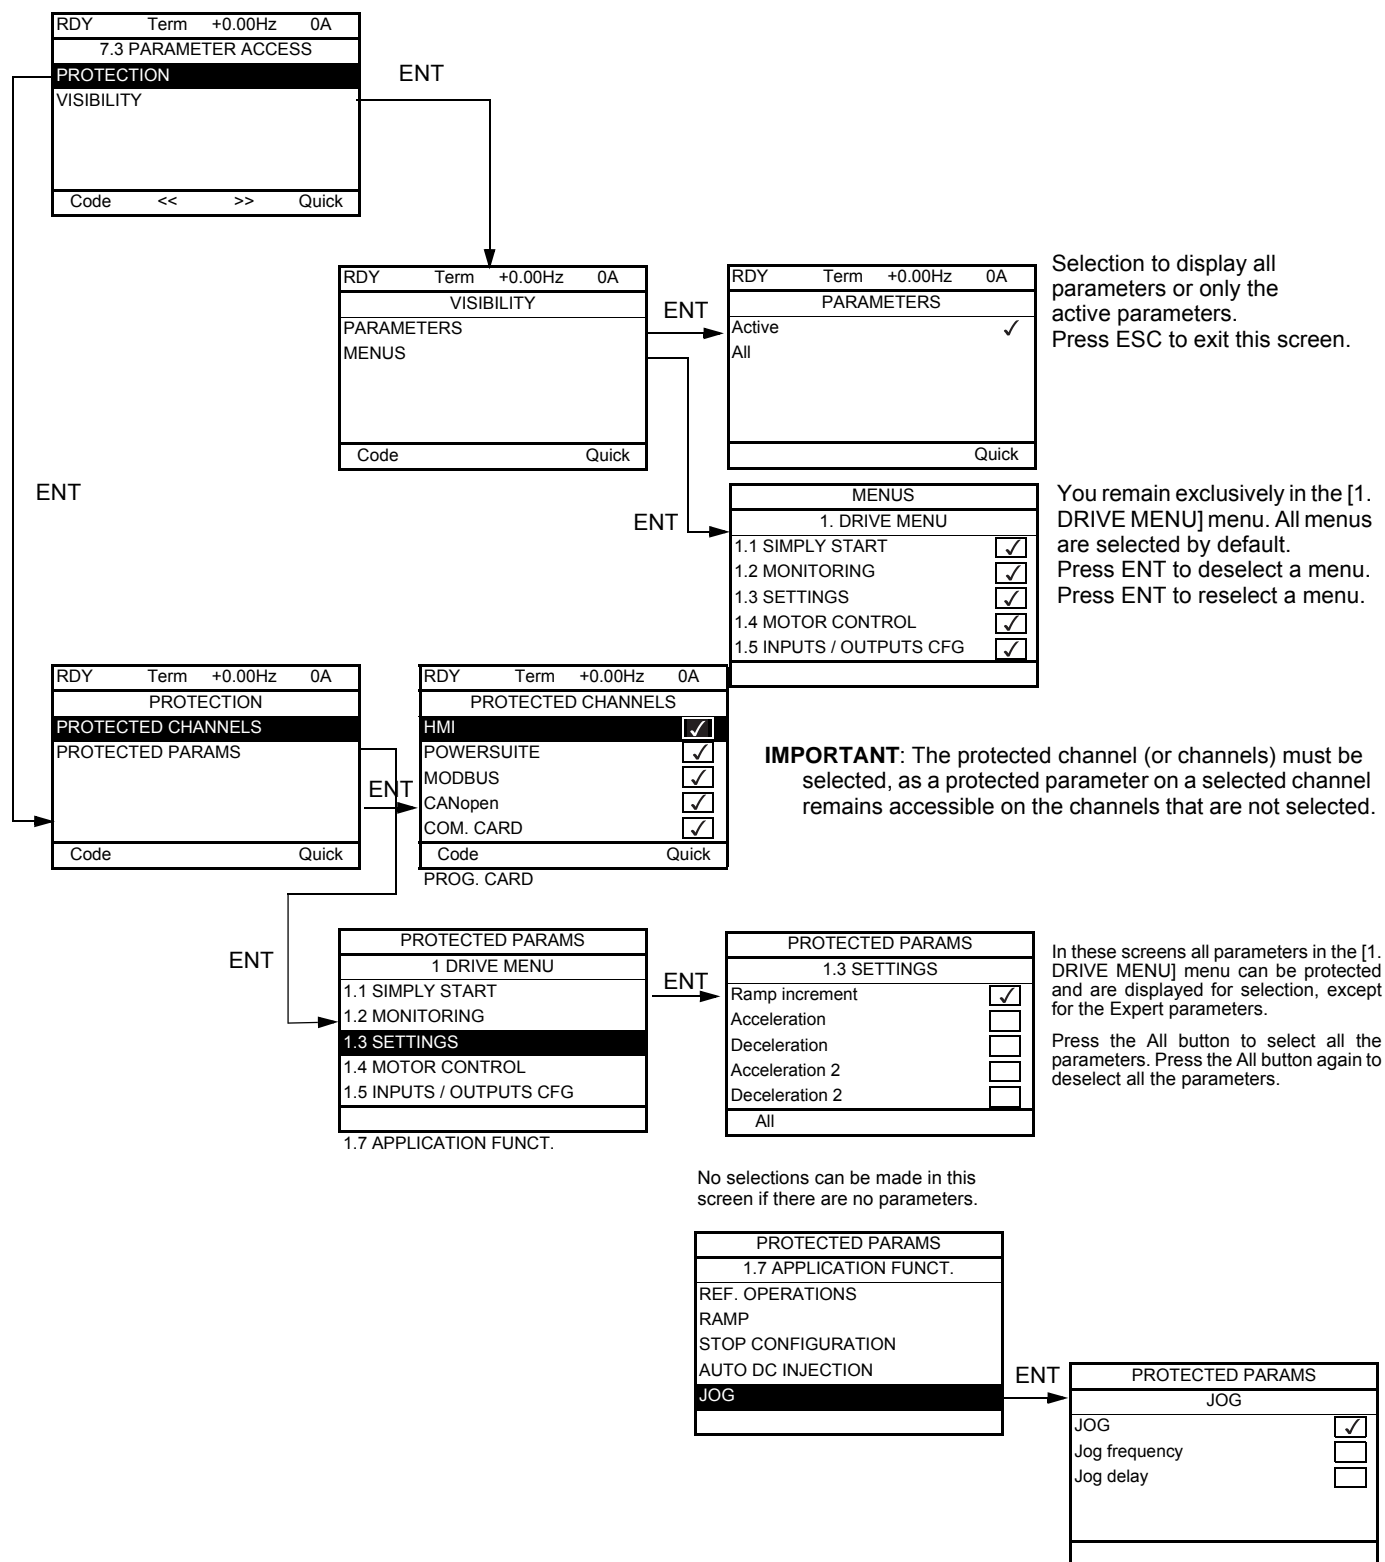 RDY Term +0.00Hz 0A
7.3 PARAMETER ACCESS
PROTECTION
VISIBILITY
Code << >> Quick
ENT
ENT
RDY Term +0.00Hz 0A
VISIBILITY
PARAMETERS
MENUS
Code Quick
ENT
RDY Term +0.00Hz 0A
PARAMETERS
Active ✓
All
Quick
Selection to display all
parameters or only the
active parameters.
Press ESC to exit this screen.
ENT
MENUS
1. DRIVE MENU
1.1 SIMPLY START ✓
1.2 MONITORING ✓
1.3 SETTINGS ✓
1.4 MOTOR CONTROL ✓
1.5 INPUTS / OUTPUTS CFG ✓
You remain exclusively in the [1.
DRIVE MENU] menu. All menus
are selected by default.
Press ENT to deselect a menu.
Press ENT to reselect a menu.
RDY Term +0.00Hz 0A
PROTECTION
PROTECTED CHANNELS
PROTECTED PARAMS
Code Quick
ENT
RDY Term +0.00Hz 0A
PROTECTED CHANNELS
HMI ✓
POWERSUITE ✓
MODBUS ✓
CANopen ✓
COM. CARD ✓
Code Quick
PROG. CARD
IMPORTANT: The protected channel (or channels) must be
selected, as a protected parameter on a selected channel
remains accessible on the channels that are not selected.
ENT
PROTECTED PARAMS
1 DRIVE MENU
1.1 SIMPLY START
1.2 MONITORING
1.3 SETTINGS
1.4 MOTOR CONTROL
1.5 INPUTS / OUTPUTS CFG
1.7 APPLICATION FUNCT.
ENT
PROTECTED PARAMS
1.3 SETTINGS
Ramp increment ✓
Acceleration
Deceleration
Acceleration 2
Deceleration 2
All
In these screens all parameters in the [1.
DRIVE MENU] menu can be protected
and are displayed for selection, except
for the Expert parameters.
Press the All button to select all the
parameters. Press the All button again to
deselect all the parameters.
No selections can be made in this
screen if there are no parameters.
PROTECTED PARAMS
1.7 APPLICATION FUNCT.
REF. OPERATIONS
RAMP
STOP CONFIGURATION
AUTO DC INJECTION
JOG
ENT
PROTECTED PARAMS
JOG
JOG ✓
Jog frequency
Jog delay